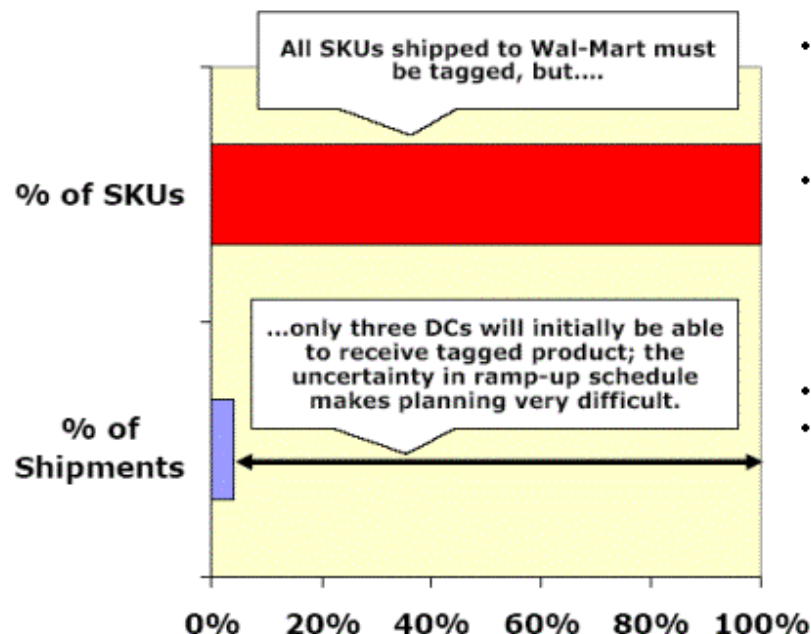 All SKUs shipped to Wal-Mart must
be tagged, but....
% of SKUs
...only three DCs will initially be able
to receive tagged product; the
uncertainty in ramp-up schedule
makes planning very difficult.
% of
Shipments
0% 20% 40% 60% 80% 100%